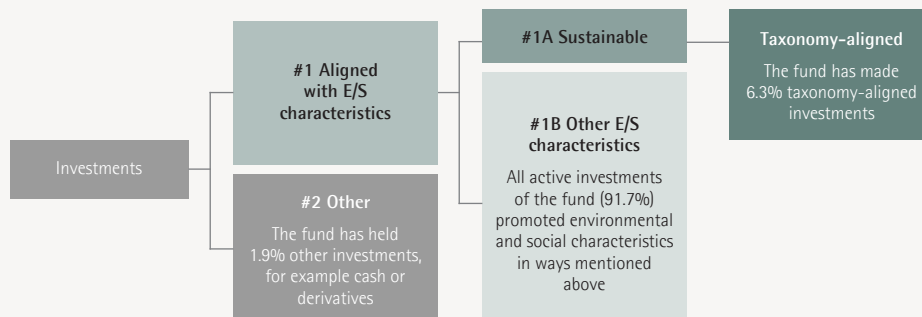 Investments
#1 Aligned
with E/S
characteristics
#2 Other
The fund has held
1.9% other investments,
for example cash or
derivatives
#1A Sustainable
#1B Other E/S
characteristics
All active investments
of the fund (91.7%)
promoted environmental
and social characteristics
in ways mentioned
above
Taxonomy-aligned
The fund has made
6.3% taxonomy-aligned
investments